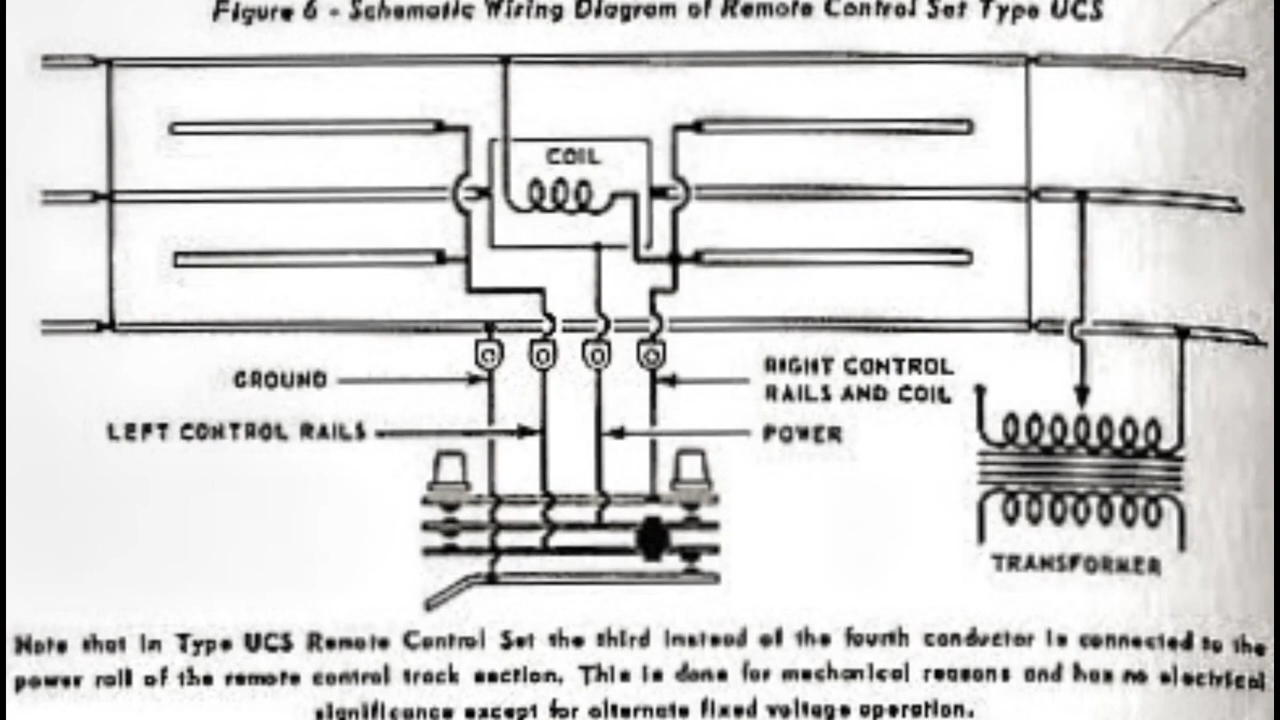 Figure 6 - Schematic Wiring Diagram of Remote Control Set Type UCS
COIL
GROUND
RIGHT CONTROL
RAILS AND COIL
LEFT CONTROL RAILS
POWER
TRANSFORMER
Note that in Type UCS Remote Control Set the third instead of the fourth conductor is connected to the
power rail of the remote control track section. This is done for mechanical reasons and has no electrical
significance except for alternate fixed voltage operation.